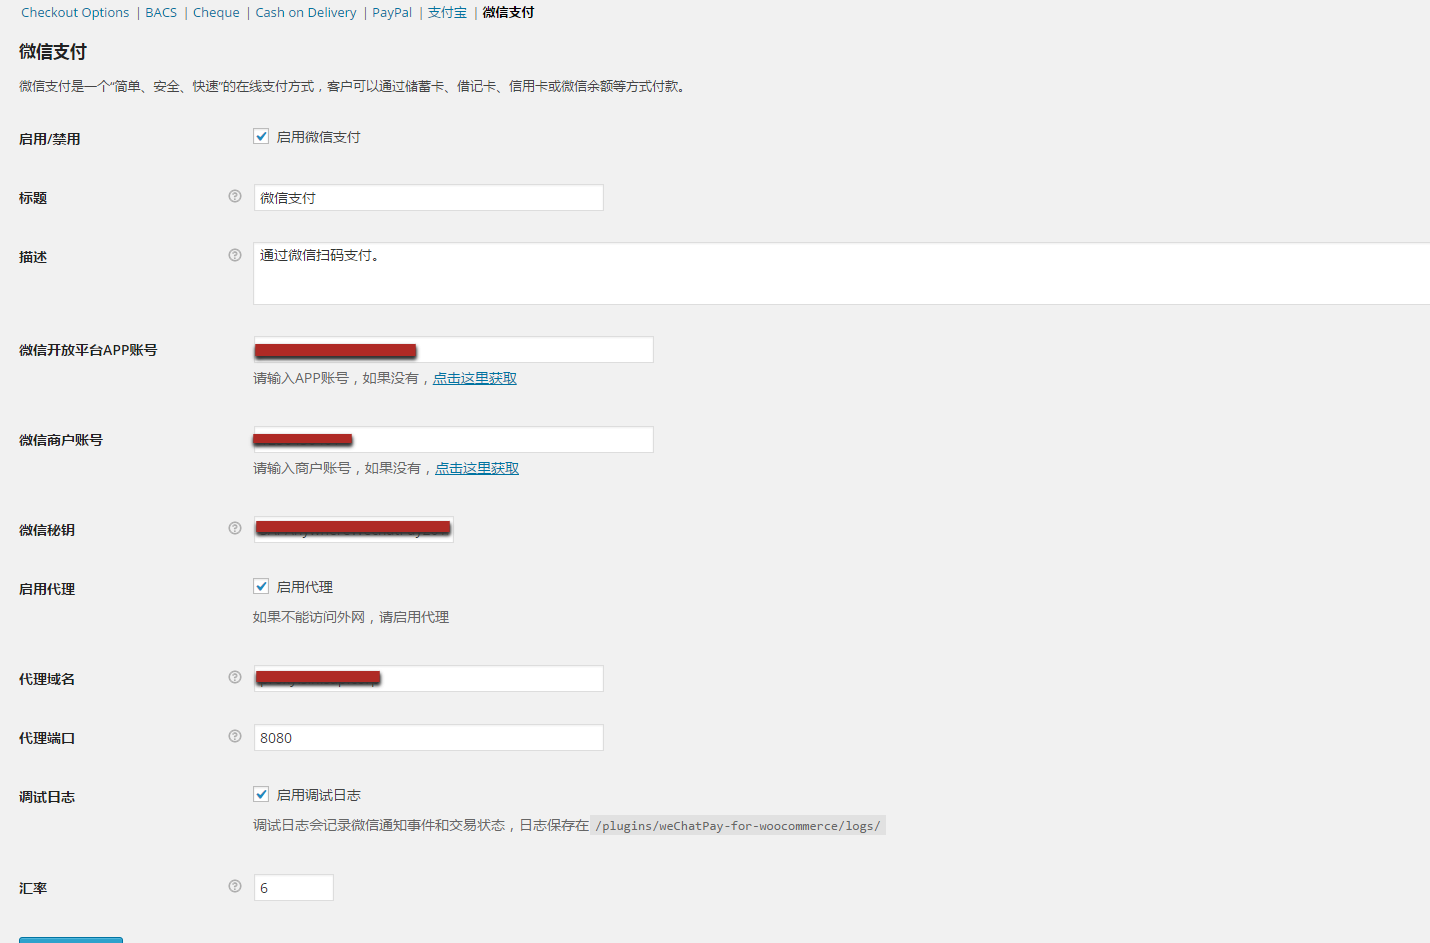 Checkout Options | BACS | Cheque | Cash on Delivery | PayPal | 支付宝 | 微信支付
微信支付
微信支付是一个“简单、安全、快速”的在线支付方式，客户可以通过储蓄卡、借记卡、信用卡或微信余额等方式付款。
启用/禁用 启用微信支付
标题 微信支付
描述 通过微信扫码支付。
微信开放平台APP账号
请输入APP账号，如果没有，点击这里获取
微信商户账号
请输入商户账号，如果没有，点击这里获取
微信秘钥
启用代理 启用代理
如果不能访问外网，请启用代理
代理域名
代理端口 8080
调试日志 启用调试日志
调试日志会记录微信通知事件和交易状态，日志保存在 /plugins/weChatPay-for-woocommerce/logs/
汇率 6